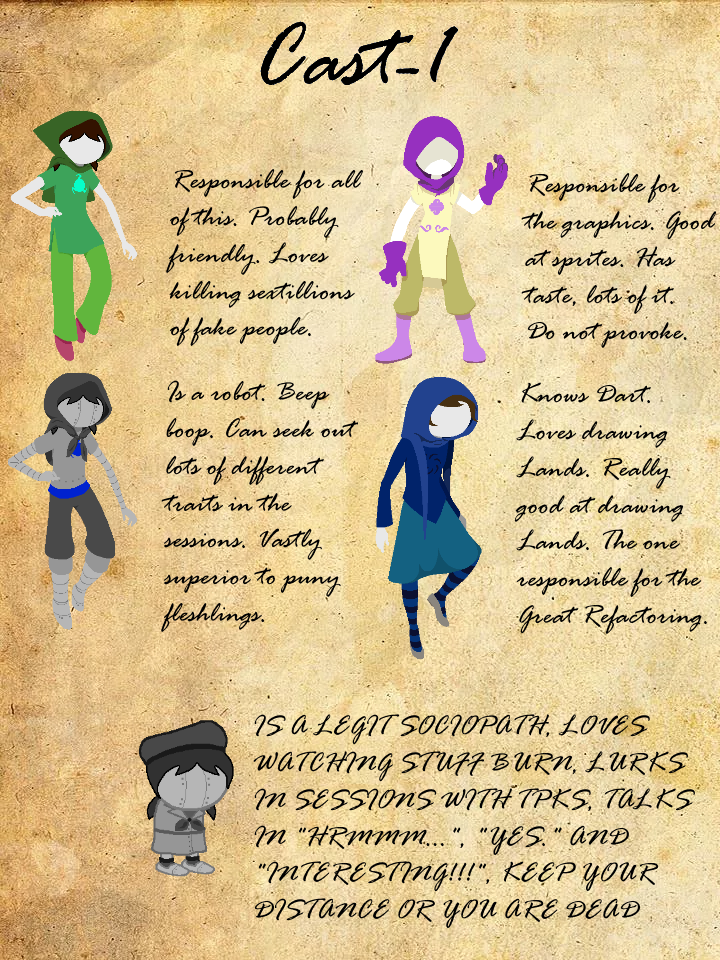 Cast-1
Responsible for all
of this. Probably
friendly. Loves
killing sextillions
of fake people.
Responsible for
the graphics. Good
at sprites. Has
taste, lots of it.
Do not provoke.
Is a robot. Beep
boop. Can seek out
lots of different
traits in the
sessions. Vastly
superior to puny
fleshlings.
Knows Dart.
Loves drawing
Lands. Really
good at drawing
Lands. The one
responsible for the
Great Refactoring.
IS A LEGIT SOCIOPATH, LOVES
WATCHING STUFF BURN, LURKS
IN SESSIONS WITH TPKS, TALKS
IN "HRMMM...", "YES." AND
"INTERESTING!!!", KEEP YOUR
DISTANCE OR YOU ARE DEAD